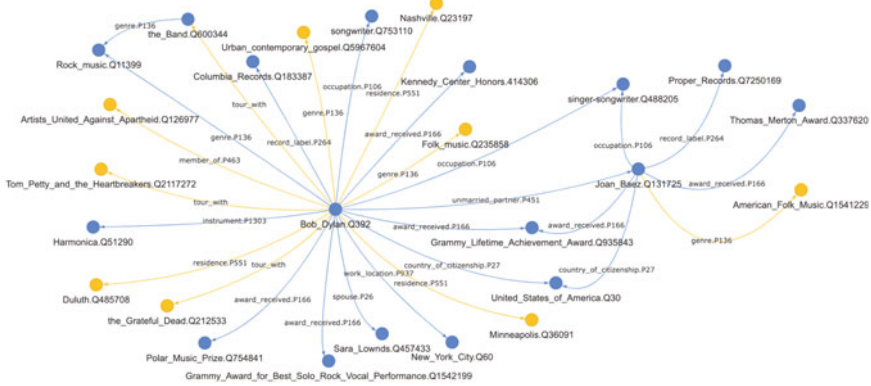 Nashville.Q23197
genre.P136
the_Band.Q600344
songwriter.Q753110
Urban_contemporary_gospel.Q5967604
Rock_music.Q11399
Columbia_Records.Q183387
Kennedy_Center_Honors.414306
Proper_Records.Q7250169
occupation.P106
residence.P551
singer-songwriter.Q488205
Artists_United_Against_Apartheid.Q126977
tour_with
genre.P136
Thomas_Merton_Award.Q337620
genre.P136
record_label.P264
award_received.P166
Folk_music.Q235858
record_label.P264
occupation.P106
member_of.P463
occupation.P106
genre.P136
Tom_Petty_and_the_Heartbreakers.Q2117272
Joan_Baez.Q131725
award_received.P166
tour_with
unmarried_partner.P451
American_Folk_Music.Q1541229
instrument.P1303
Bob_Dylan.Q392
award_received.P166
award_received.P166
genre.P136
Harmonica.Q51290
Grammy_Lifetime_Achievement_Award.Q935843
residence.P551
tour_with
country_of_citizenship.P27
work_location.P937
country_of_citizenship.P27
residence.P551
Duluth.Q485708
United_States_of_America.Q30
award_received.P166
spouse.P26
the_Grateful_Dead.Q212533
award_received.P166
Minneapolis.Q36091
Polar_Music_Prize.Q754841
Sara_Lownds.Q457433
New_York_City.Q60
Grammy_Award_for_Best_Solo_Rock_Vocal_Performance.Q1542199